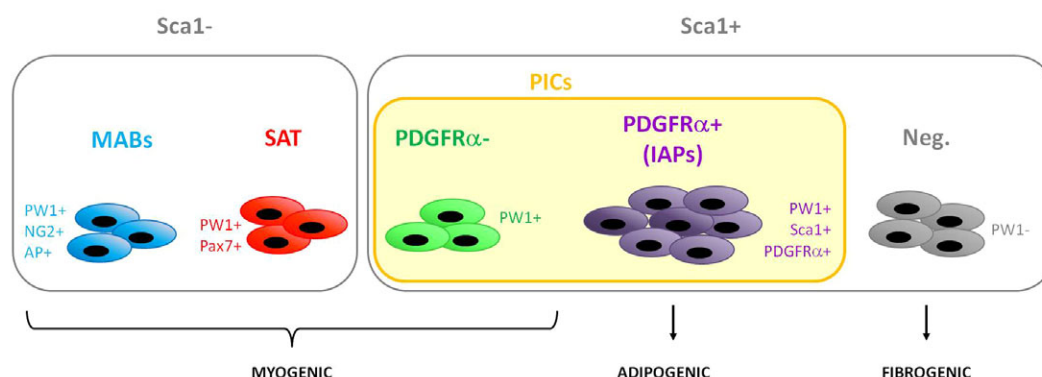 Sca1-
Sca1+
PICs
MABs
SAT
PDGFRα-
PDGFRα+
(IAPs)
Neg.
PW1+
NG2+
AP+
PW1+
Pax7+
PW1+
PW1+
Sca1+
PDGFRα+
PW1-
MYOGENIC
ADIPOGENIC
FIBROGENIC